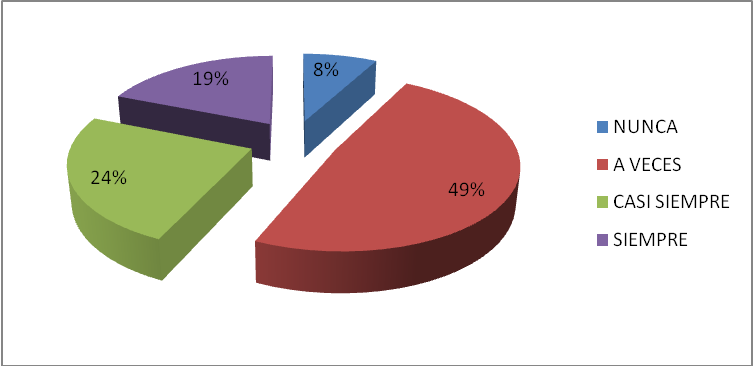 8%
19%
24%
49%
NUNCA
A VECES
CASI SIEMPRE
SIEMPRE